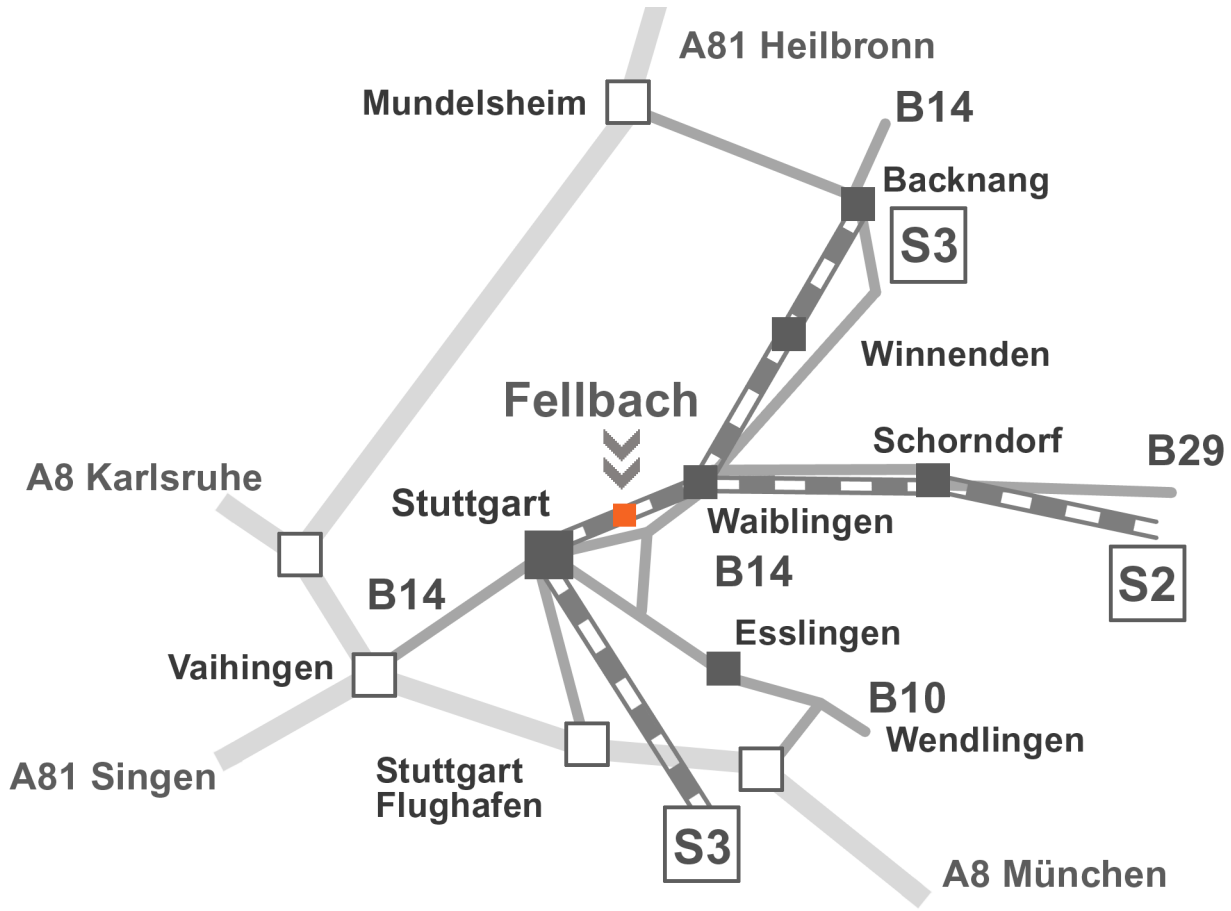 A81 Heilbronn
Mundelsheim
B14
Backnang
S3
Winnenden
Fellbach
Schorndorf
B29
A8 Karlsruhe
Stuttgart
Waiblingen
B14
B14
S2
Esslingen
Vaihingen
B10
Wendlingen
A81 Singen
Stuttgart
Flughafen
S3
A8 München